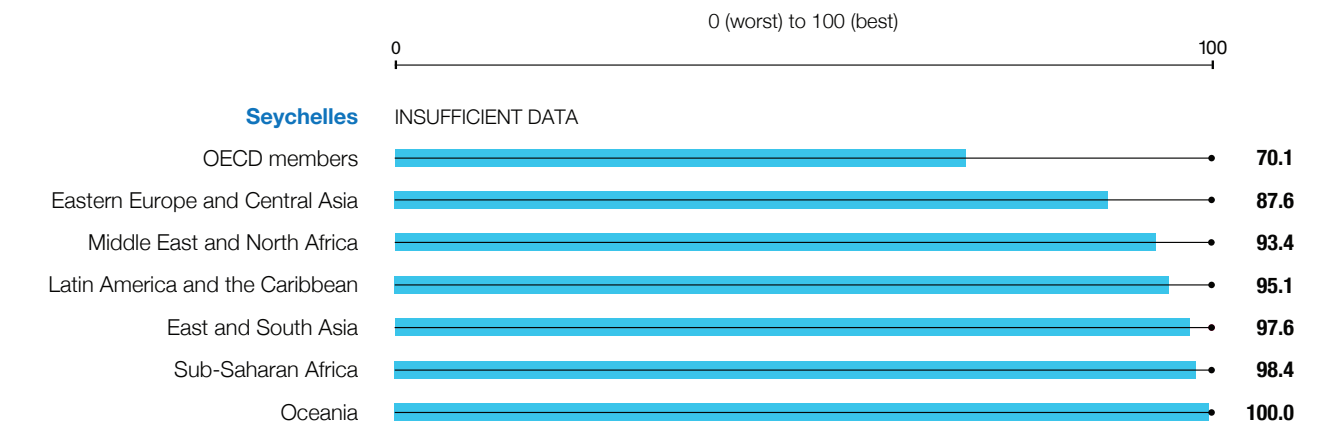 0 (worst) to 100 (best)
0 100
Seychelles INSUFFICIENT DATA
OECD members 70.1
Eastern Europe and Central Asia 87.6
Middle East and North Africa 93.4
Latin America and the Caribbean 95.1
East and South Asia 97.6
Sub-Saharan Africa 98.4
Oceania 100.0